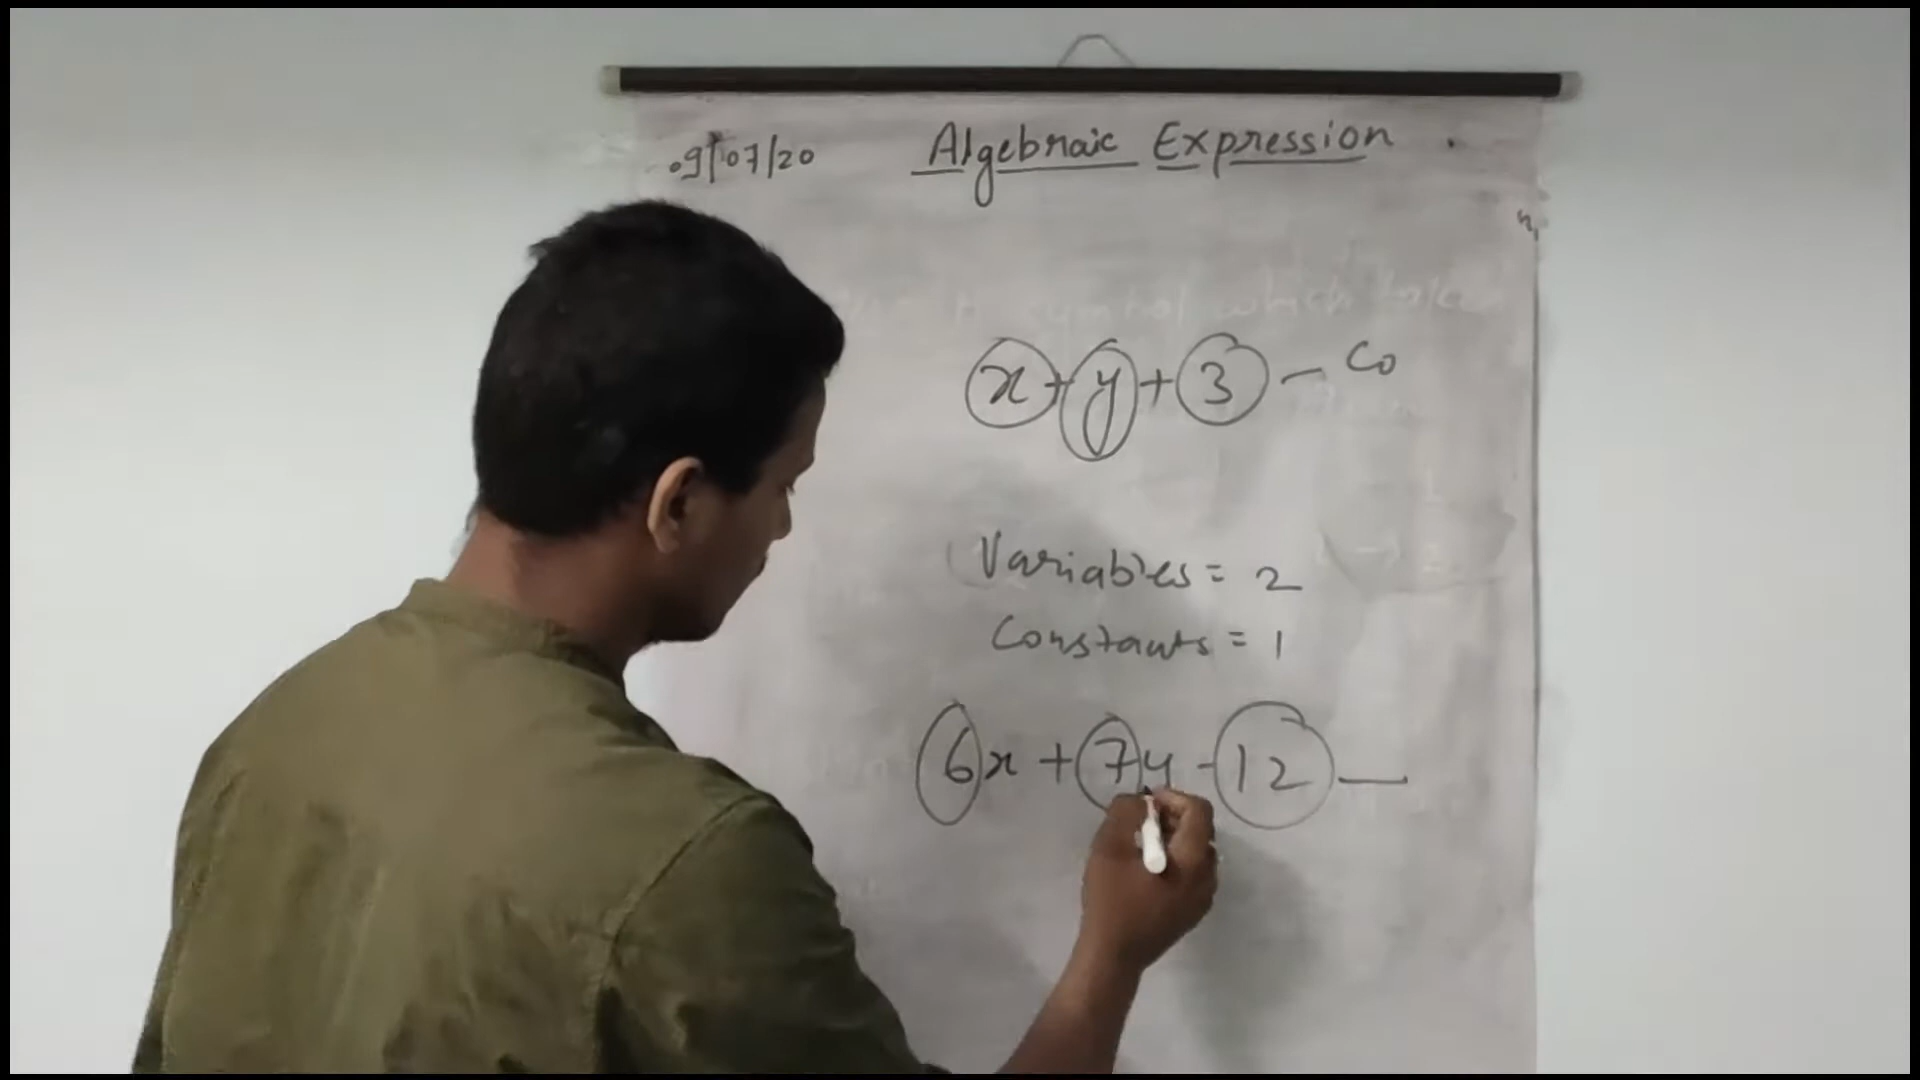 09/07/20 Algebraic Expression
x+y+3 - Co
Variables = 2
Constants = 1
6x+7y-12